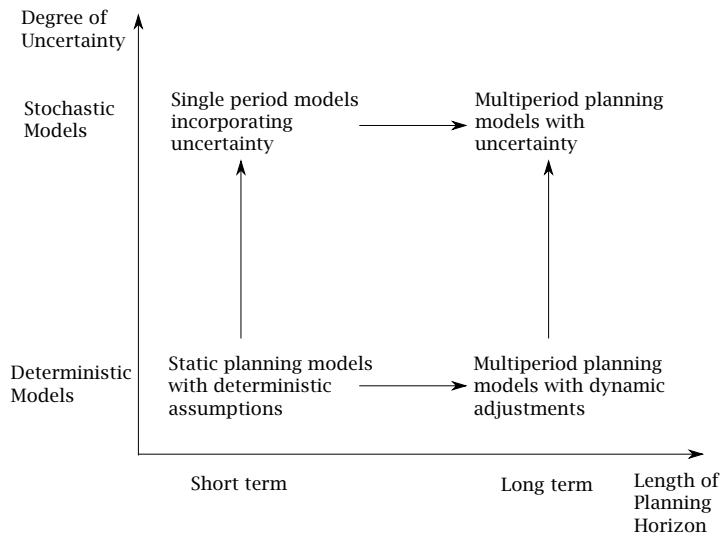 Degree of
Uncertainty
Stochastic
Models
Single period models
incorporating
uncertainty
Multiperiod planning
models with
uncertainty
Deterministic
Models
Static planning models
with deterministic
assumptions
Multiperiod planning
models with dynamic
adjustments
Short term
Long term
Length of
Planning
Horizon